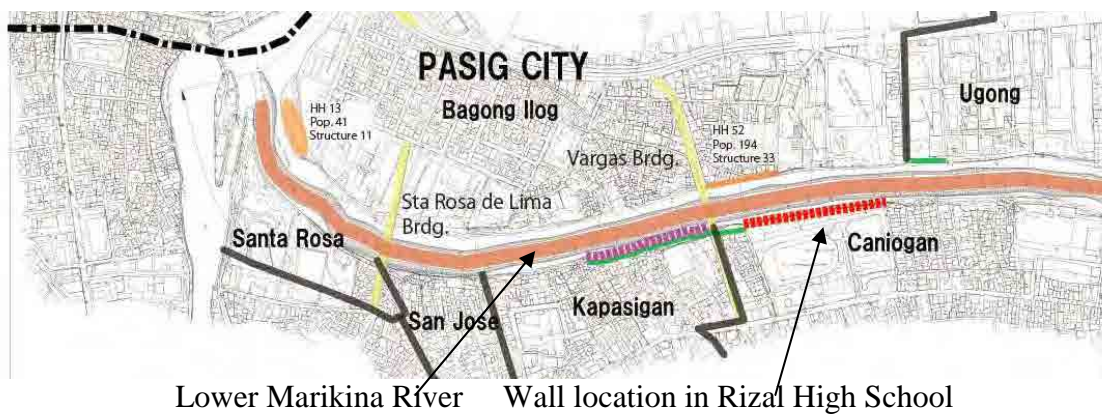 PASIG CITY
Bagong Ilog
Ugong
HH 13
Pop. 41
Structure 11
HH 52
Pop. 194
Structure 33
Vargas Brdg.
Sta Rosa de Lima
Brdg.
Santa Rosa
Caniogan
Kapasigan
San Jose
Lower Marikina River
Wall location in Rizal High School